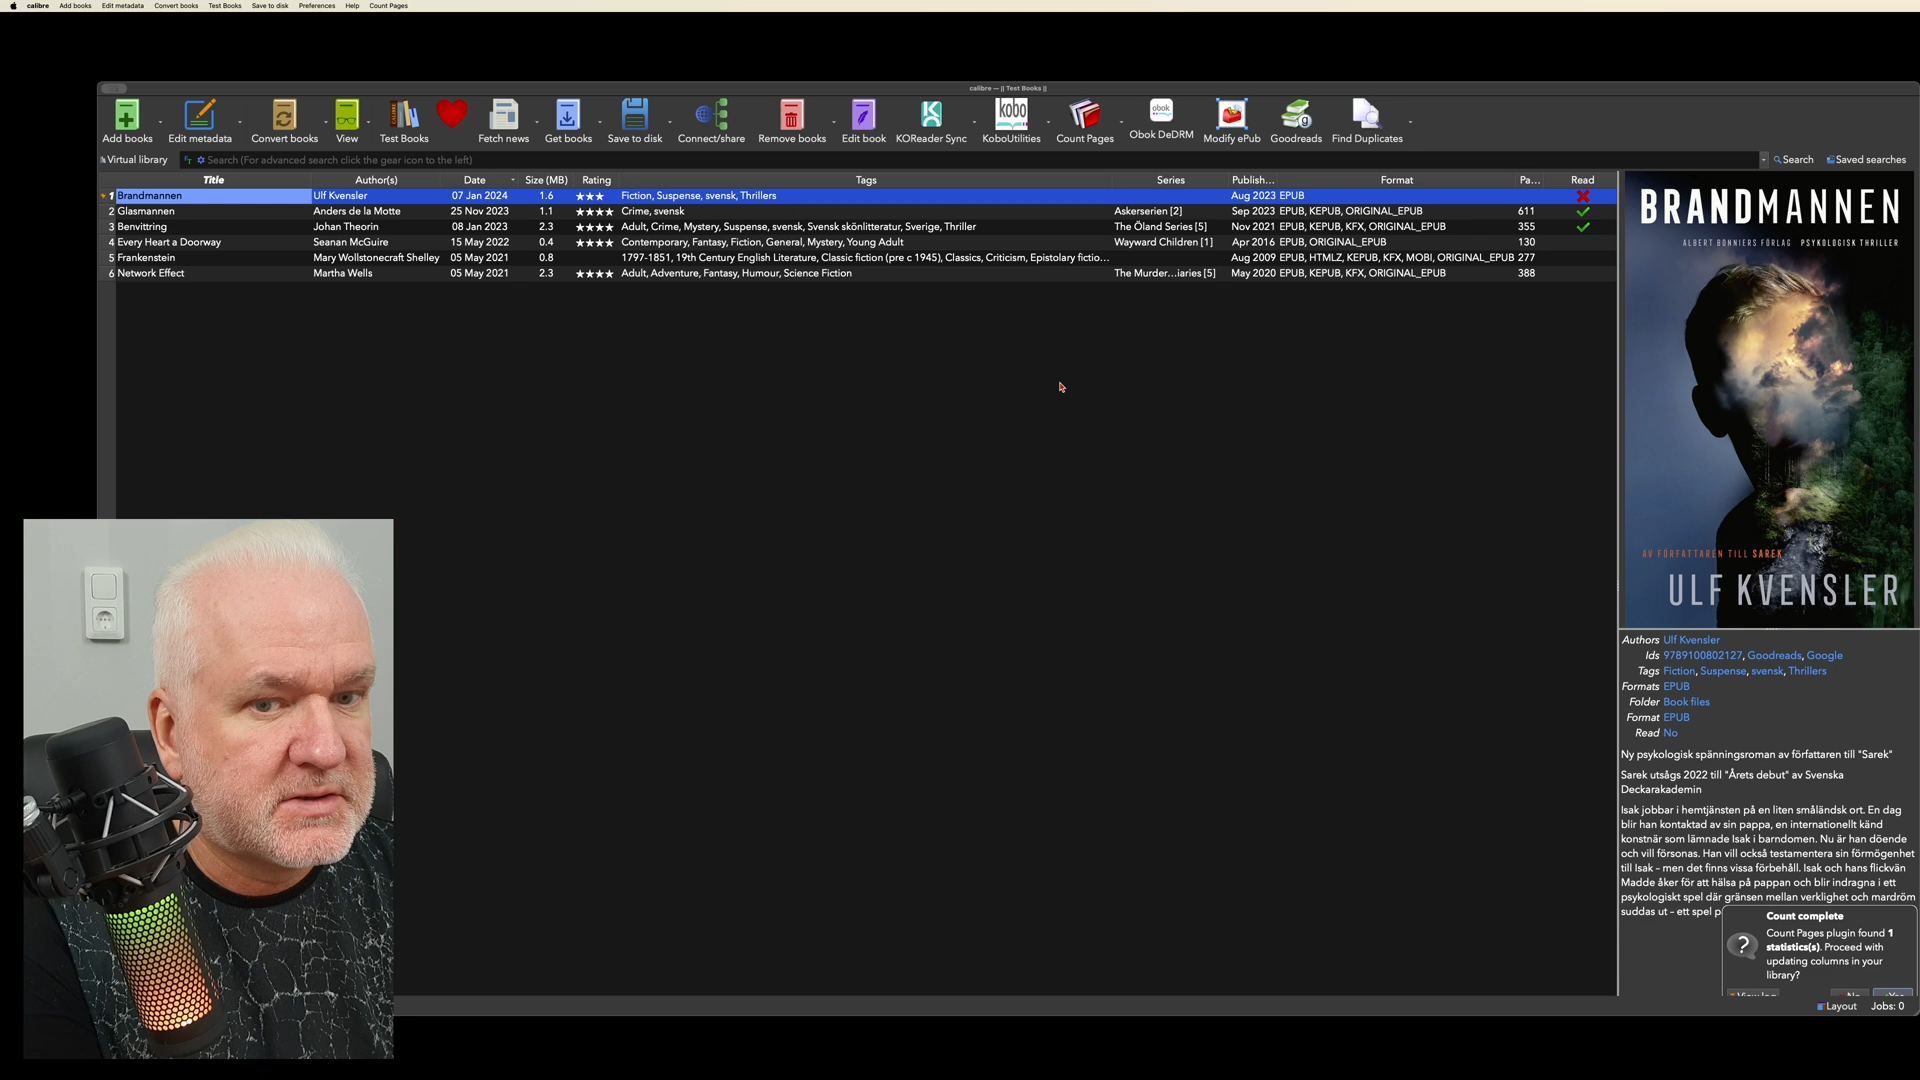 calibre Add books Edit metadata Convert books Test Books Save to disk Preferences Help Count Pages
calibre — || Test Books ||
kobo
obok
Add books Edit metadata Convert books View Test Books Fetch news Get books Save to disk Connect/share Remove books Edit book KOReader Sync KoboUtilities Count Pages Obok DeDRM Modify ePub Goodreads Find Duplicates
Virtual library Search (For advanced search click the gear icon to the left) Search Saved searches
Title Author(s) Date Size (MB) Rating Tags Series Publish... Format Pa... Read
1 Brandmannen Ulf Kvensler 07 Jan 2024 1.6 ★★★ Fiction, Suspense, svensk, Thrillers Aug 2023 EPUB
2 Glasmannen Anders de la Motte 25 Nov 2023 1.1 ★★★★ Crime, svensk Askerserien [2] Sep 2023 EPUB, KEPUB, ORIGINAL_EPUB 611
3 Benvittring Johan Theorin 08 Jan 2023 2.3 ★★★★ Adult, Crime, Mystery, Suspense, svensk, Svensk skönlitteratur, Sverige, Thriller The Öland Series [5] Nov 2021 EPUB, KEPUB, KFX, ORIGINAL_EPUB 355
4 Every Heart a Doorway Seanan McGuire 15 May 2022 0.4 ★★★★ Contemporary, Fantasy, Fiction, General, Mystery, Young Adult Wayward Children [1] Apr 2016 EPUB, ORIGINAL_EPUB 130
5 Frankenstein Mary Wollstonecraft Shelley 05 May 2021 0.8 1797-1851, 19th Century English Literature, Classic fiction (pre c 1945), Classics, Criticism, Epistolary fictio... Aug 2009 EPUB, HTMLZ, KEPUB, KFX, MOBI, ORIGINAL_EPUB 277
6 Network Effect Martha Wells 05 May 2021 2.3 ★★★★ Adult, Adventure, Fantasy, Humour, Science Fiction The Murder...iaries [5] May 2020 EPUB, KEPUB, KFX, ORIGINAL_EPUB 388
BRANDMANNEN
ALBERT BONNIERS FÖRLAG PSYKOLOGISK THRILLER
AV FÖRFATTAREN TILL SAREK
ULF KVENSLER
Authors Ulf Kvensler
Ids 9789100802127, Goodreads, Google
Tags Fiction, Suspense, svensk, Thrillers
Formats EPUB
Folder Book files
Format EPUB
Read No
Ny psykologisk spänningsroman av författaren till "Sarek"
Sarek utsågs 2022 till "Årets debut" av Svenska
Deckarakademin
Isak jobbar i hemtjänsten på en liten småländsk ort. En dag
blir han kontaktad av sin pappa, en internationellt känd
konstnär som lämnade Isak i barndomen. Nu är han döende
och vill försonas. Han vill också testamentera sin förmögenhet
till Isak – men det finns vissa förbehåll. Isak och hans flickvän
Madde åker för att hälsa på pappan och blir indragna i ett
psykologiskt spel där gränsen mellan verklighet och mardröm
suddas ut – ett spel p
Count complete
Count Pages plugin found 1
statistics(s). Proceed with
updating columns in your
library?
View log No Yes
Layout Jobs: 0